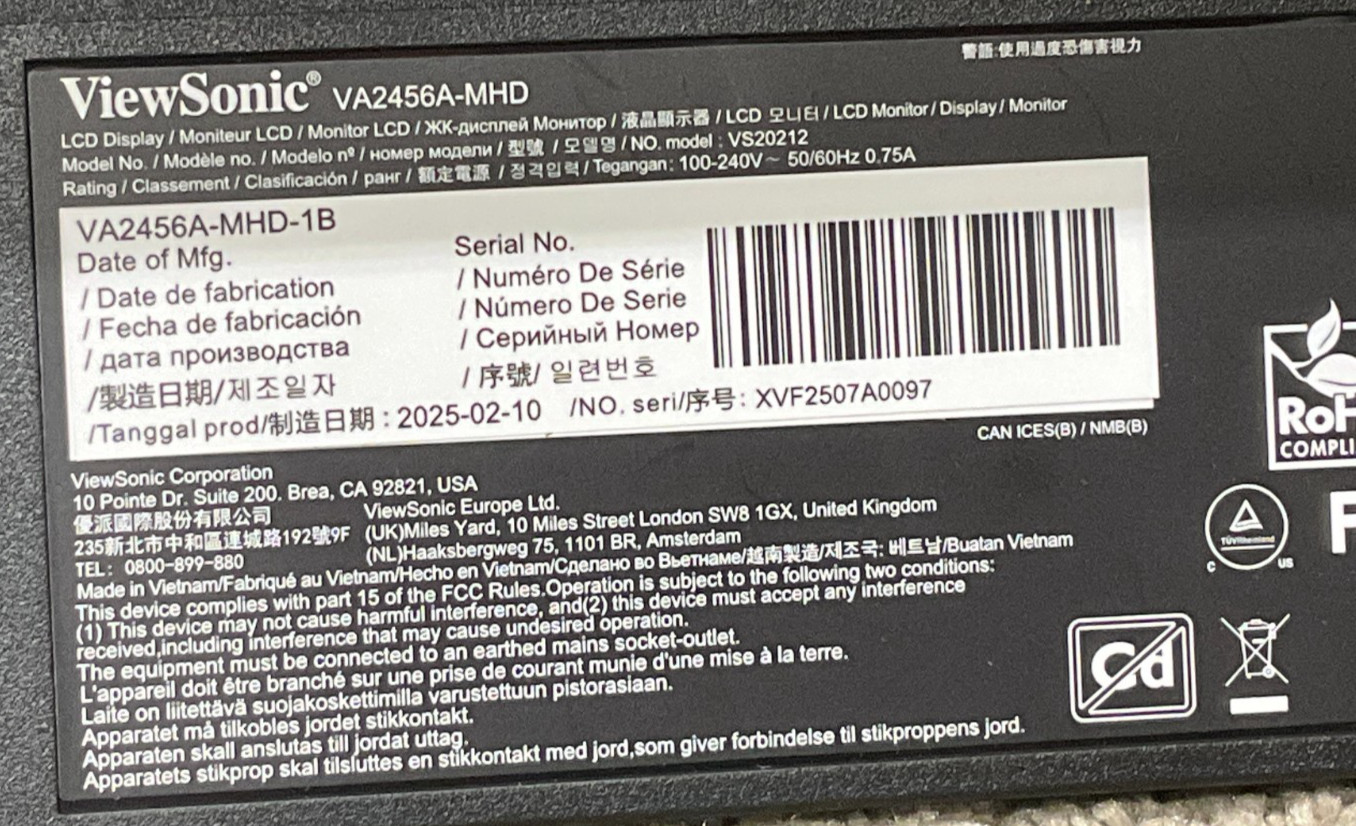 警語:使用過度恐傷害視力
ViewSonic® VA2456A-MHD
LCD Display / Moniteur LCD / Monitor LCD / ЖК-дисплей Монитор / 液晶顯示器 / LCD 모니터 / LCD Monitor / Display / Monitor
Model No. / Modèle no. / Modelo nº / номер модели / 型號 / 모델명 / NO. model : VS20212
Rating / Classement / Clasificación / ранг / 額定電源 / 정격입력 / Tegangan: 100-240V ~ 50/60Hz 0.75A
VA2456A-MHD-1B
Date of Mfg.
/ Date de fabrication
/ Fecha de fabricación
/ дата производства
/製造日期/제조일자
/Tanggal prod/制造日期 : 2025-02-10
Serial No.
/ Numéro De Série
/ Número De Serie
/ Серийный Номер
/ 序號/ 일련번호
/NO. seri/序号: XVF2507A0097
CAN ICES(B) / NMB(B)
ViewSonic Corporation
10 Pointe Dr. Suite 200. Brea, CA 92821, USA
優派國際股份有限公司
235新北市中和區連城路192號9F
TEL: 0800-899-880
ViewSonic Europe Ltd.
(UK)Miles Yard, 10 Miles Street London SW8 1GX, United Kingdom
(NL)Haaksbergweg 75, 1101 BR, Amsterdam
Made in Vietnam/Fabriqué au Vietnam/Hecho en Vietnam/Сделано во Вьетнаме/越南製造/제조국: 베트남/Buatan Vietnam
This device complies with part 15 of the FCC Rules.Operation is subject to the following two conditions:
(1) This device may not cause harmful interference, and(2) this device must accept any interference
received,including interference that may cause undesired operation.
The equipment must be connected to an earthed mains socket-outlet.
L'appareil doit être branché sur une prise de courant munie d'une mise à la terre.
Laite on liitettävä suojakoskettimilla varustettuun pistorasiaan.
Apparatet må tilkobles jordet stikkontakt.
Apparaten skall anslutas till jordat uttag.
Apparatets stikprop skal tilsluttes en stikkontakt med jord,som giver forbindelse til stikproppens jord.
RoH
COMPLI
TÜVRheinland
C US
F
Cd